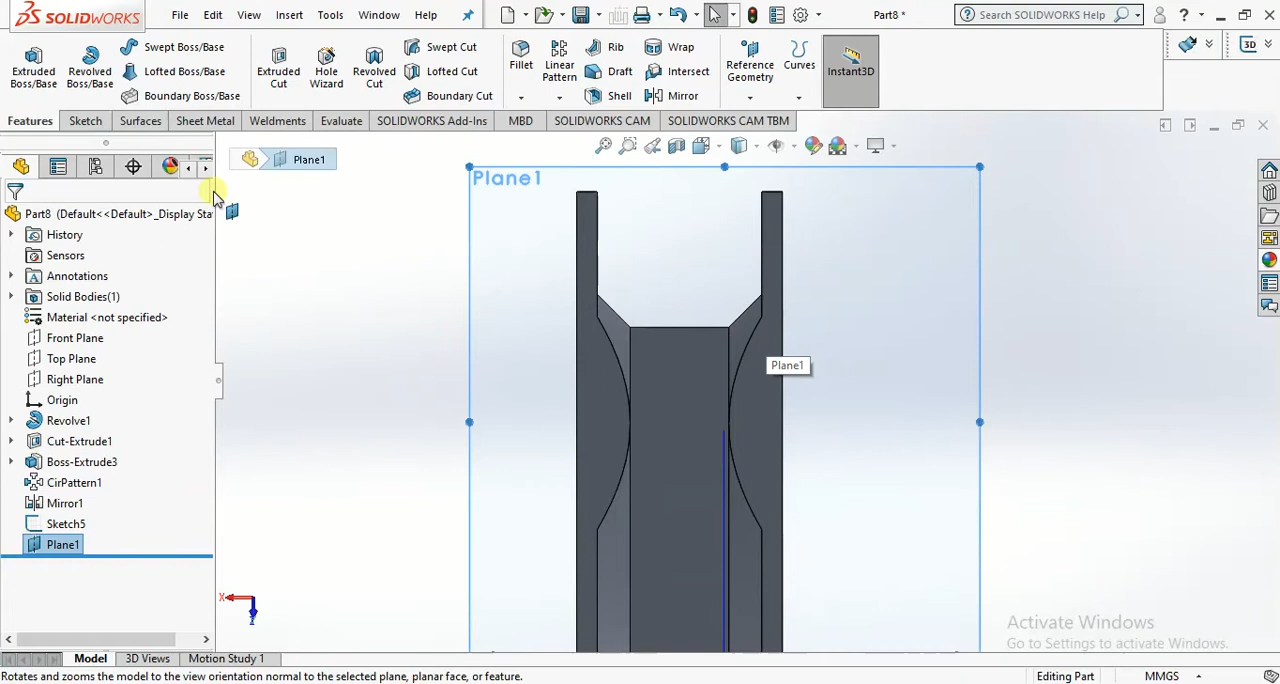 SOLIDWORKS
File
Edit
View
Insert
Tools
Window
Help
Part8 *
Search SOLIDWORKS Help
Extruded Boss/Base
Revolved Boss/Base
Swept Boss/Base
Lofted Boss/Base
Boundary Boss/Base
Extruded Cut
Hole Wizard
Revolved Cut
Swept Cut
Lofted Cut
Boundary Cut
Fillet
Linear Pattern
Rib
Draft
Shell
Wrap
Intersect
Mirror
Reference Geometry
Curves
Instant3D
3D
Features
Sketch
Surfaces
Sheet Metal
Weldments
Evaluate
SOLIDWORKS Add-Ins
MBD
SOLIDWORKS CAM
SOLIDWORKS CAM TBM
Plane1
Plane1
Part8 (Default<<Default>_Display Sta
History
Sensors
Annotations
Solid Bodies(1)
Material <not specified>
Front Plane
Top Plane
Right Plane
Origin
Revolve1
Cut-Extrude1
Boss-Extrude3
CirPattern1
Mirror1
Sketch5
Plane1
Plane1
X
Z
Activate Windows
Go to Settings to activate Windows.
Model
3D Views
Motion Study 1
Rotates and zooms the model to the view orientation normal to the selected plane, planar face, or feature.
Editing Part
MMGS